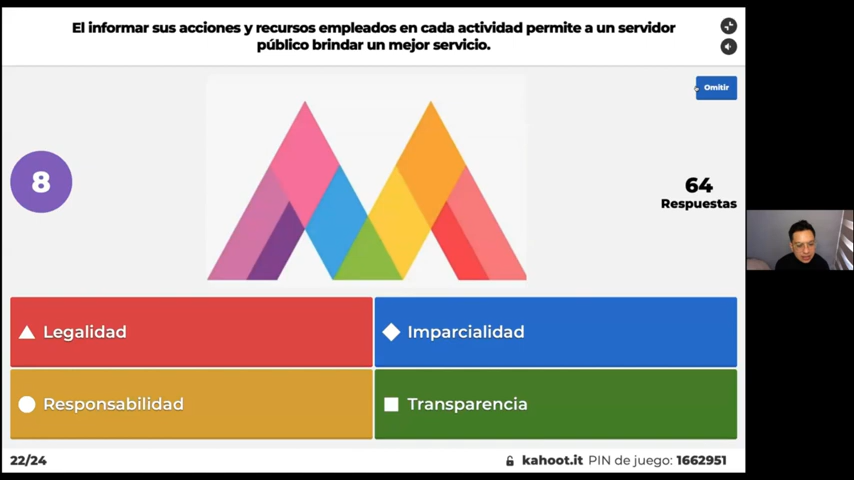 El informar sus acciones y recursos empleados en cada actividad permite a un servidor
público brindar un mejor servicio.
Omitir
8
64
Respuestas
Legalidad
Imparcialidad
Responsabilidad
Transparencia
22/24
kahoot.it PIN de juego: 1662951